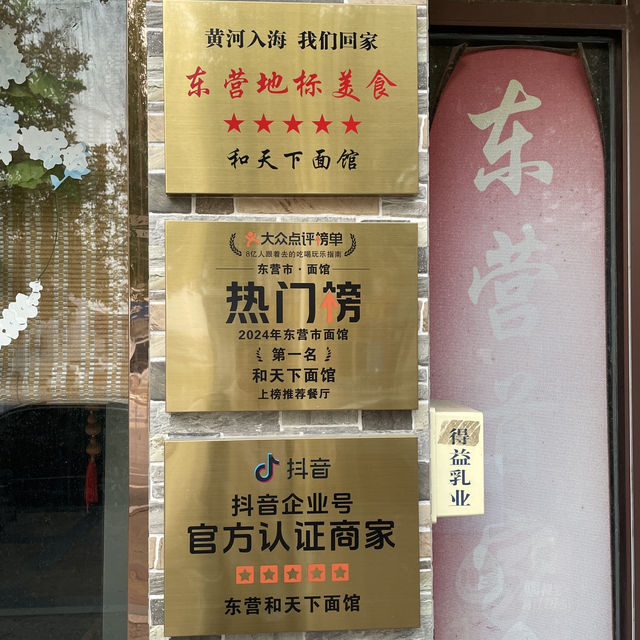 黄河入海 我们回家
东营地标美食
和天下面馆
大众点评榜单
8亿人跟着去的吃喝玩乐指南
东营市·面馆
热门榜
2024年东营市面馆
第一名
和天下面馆
上榜推荐餐厅
抖音
抖音企业号
官方认证商家
东营和天下面馆
得益乳业
东营